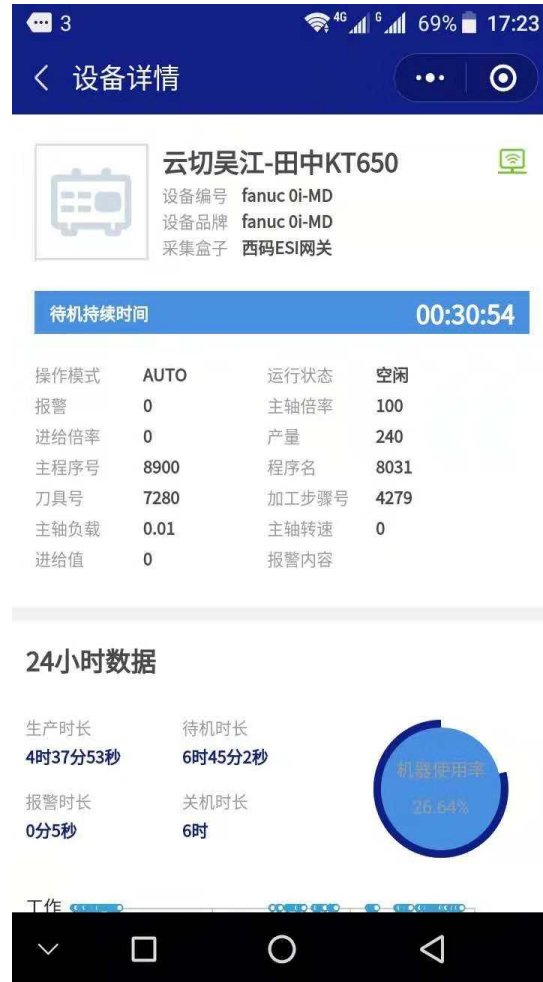 3 4G G 69% 17:23
设备详情
云切吴江-田中KT650
设备编号 fanuc 0i-MD
设备品牌 fanuc 0i-MD
采集盒子 西码ESI网关
待机持续时间 00:30:54
操作模式 AUTO 运行状态 空闲
报警 0 主轴倍率 100
进给倍率 0 产量 240
主程序号 8900 程序名 8031
刀具号 7280 加工步骤号 4279
主轴负载 0.01 主轴转速 0
进给值 0 报警内容
24小时数据
生产时长 待机时长
4时37分53秒 6时45分2秒
机器使用率
26.64%
报警时长 关机时长
0分5秒 6时
工作